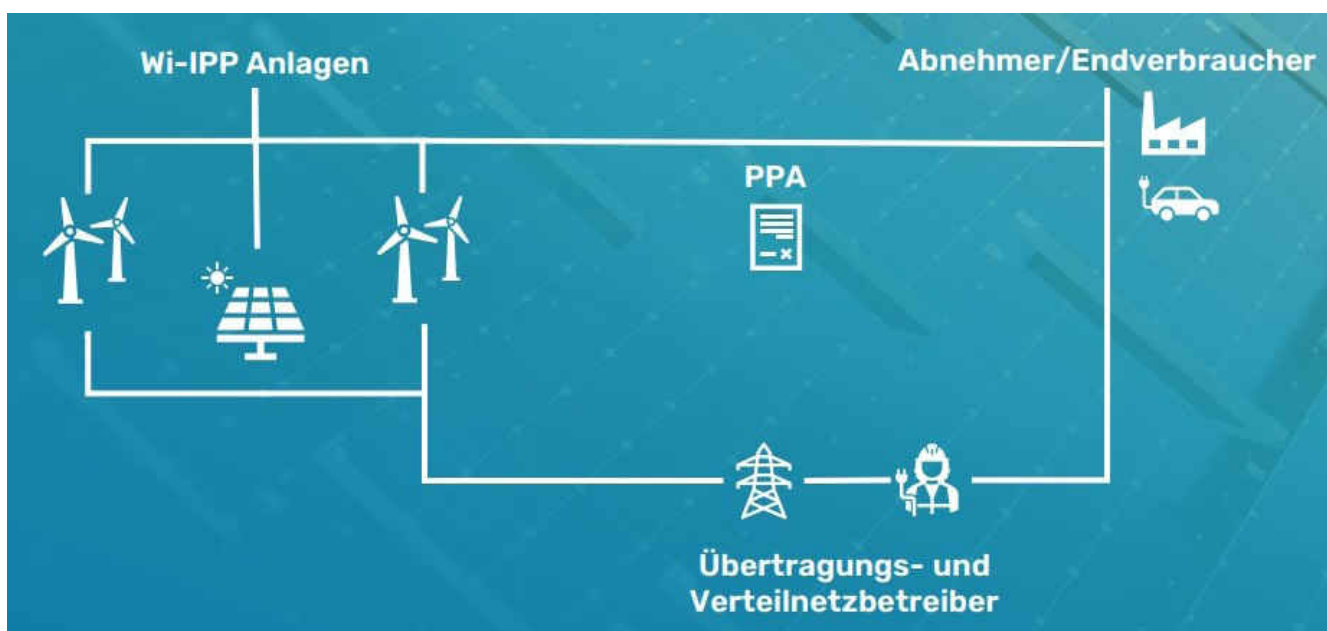 Wi-IPP Anlagen
Abnehmer/Endverbraucher
PPA
Übertragungs- und
Verteilnetzbetreiber